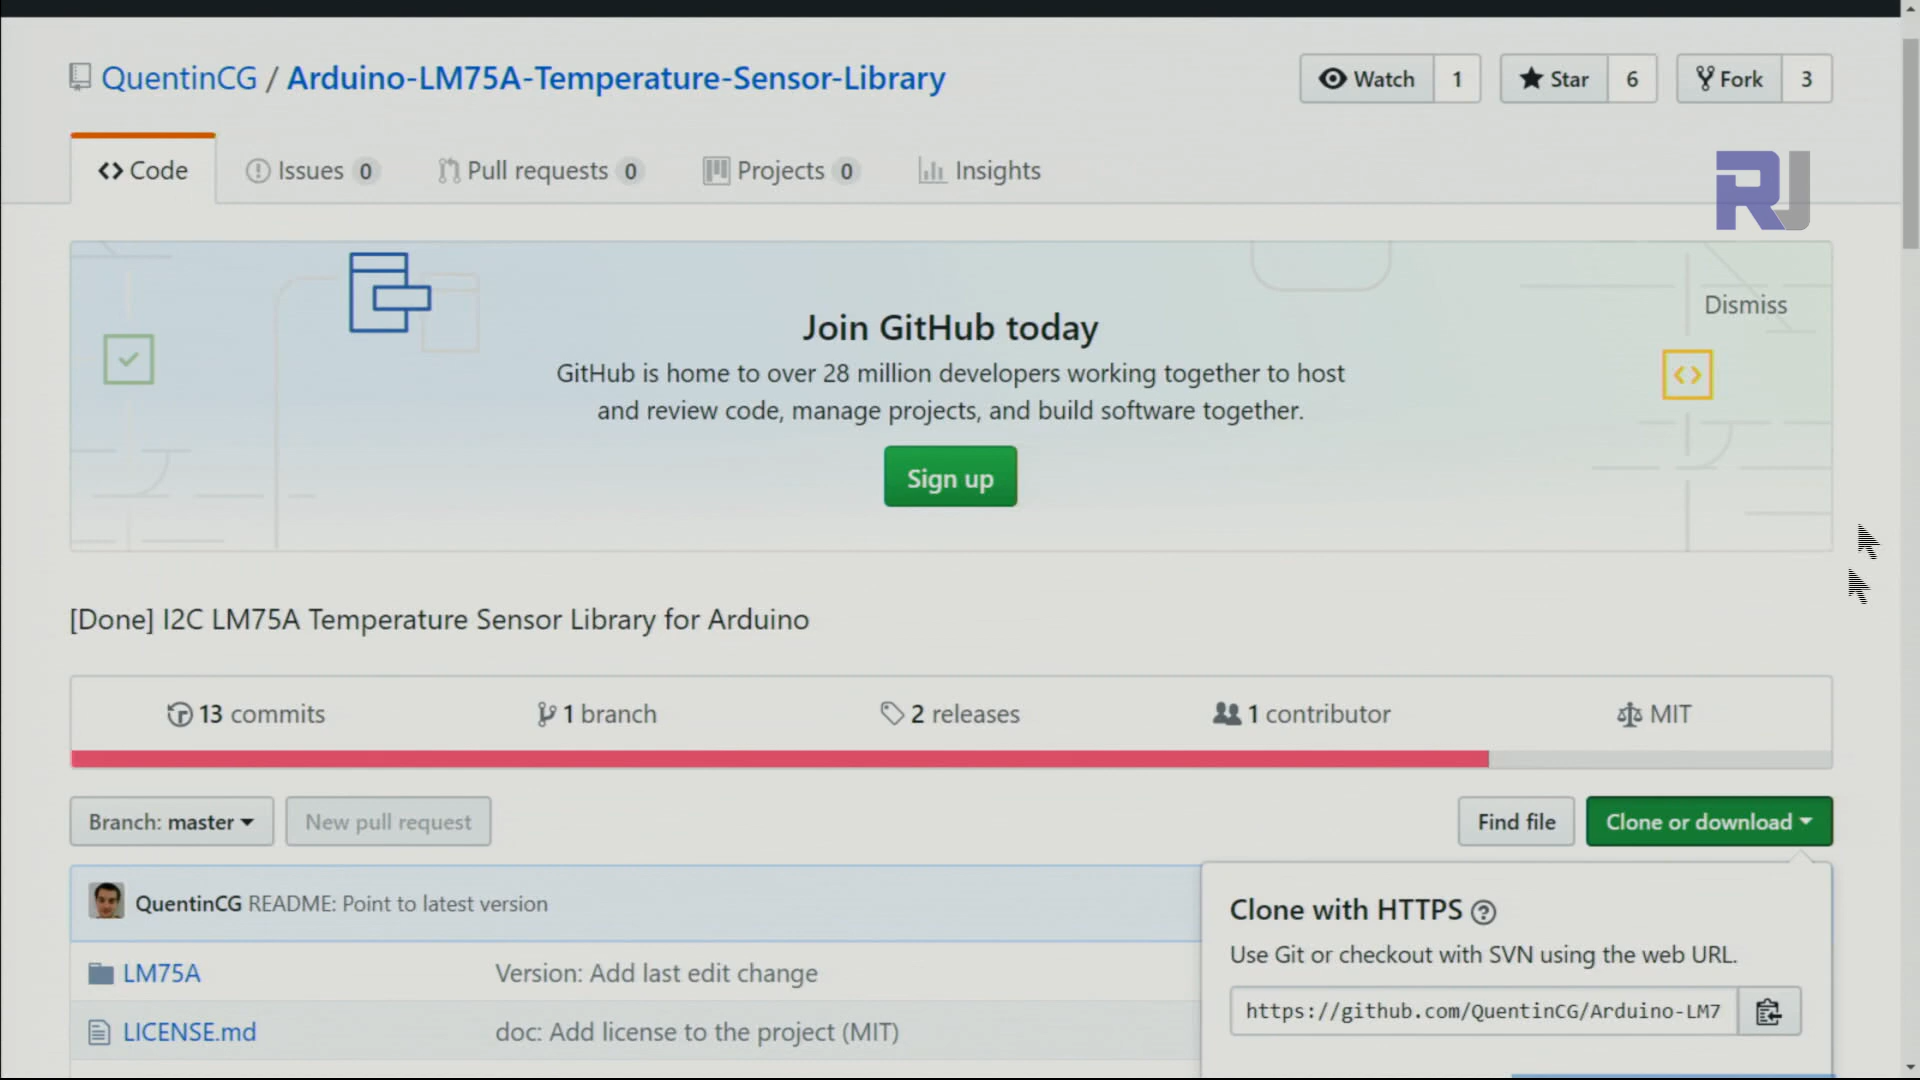 QuentinCG / Arduino-LM75A-Temperature-Sensor-Library
Watch 1 Star 6 Fork 3
Code Issues 0 Pull requests 0 Projects 0 Insights
RJ
Dismiss
Join GitHub today
GitHub is home to over 28 million developers working together to host
and review code, manage projects, and build software together.
Sign up
[Done] I2C LM75A Temperature Sensor Library for Arduino
13 commits 1 branch 2 releases 1 contributor MIT
Branch: master New pull request Find file Clone or download
QuentinCG README: Point to latest version
LM75A Version: Add last edit change
LICENSE.md doc: Add license to the project (MIT)
Clone with HTTPS
Use Git or checkout with SVN using the web URL.
https://github.com/QuentinCG/Arduino-LM7